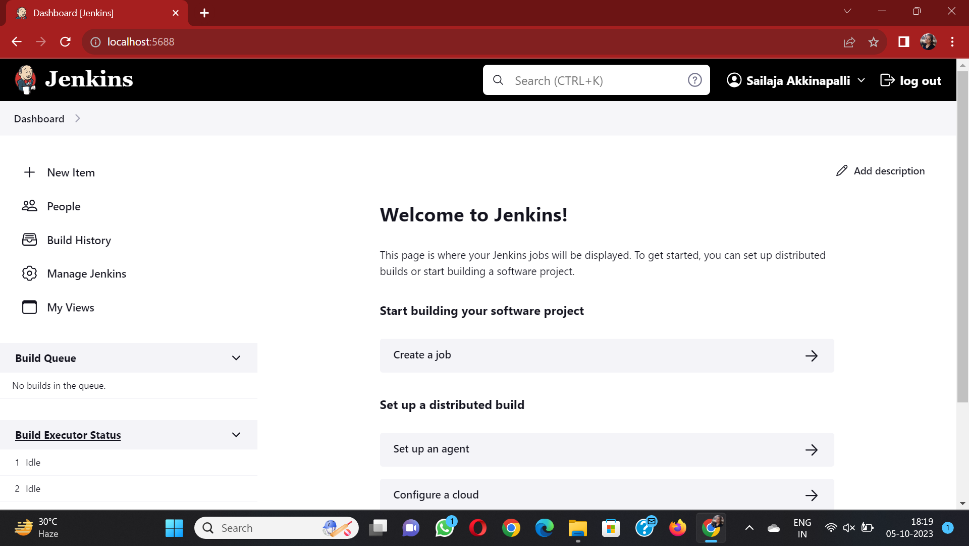 Dashboard [Jenkins]
localhost:5688
Jenkins
Search (CTRL+K)
Sailaja Akkinapalli
log out
Dashboard
New Item
People
Build History
Manage Jenkins
My Views
Build Queue
No builds in the queue.
Build Executor Status
1 Idle
2 Idle
Add description
Welcome to Jenkins!
This page is where your Jenkins jobs will be displayed. To get started, you can set up distributed
builds or start building a software project.
Start building your software project
Create a job
Set up a distributed build
Set up an agent
Configure a cloud
30°C
Haze
Search
1
ENG
IN
18:19
05-10-2023
1